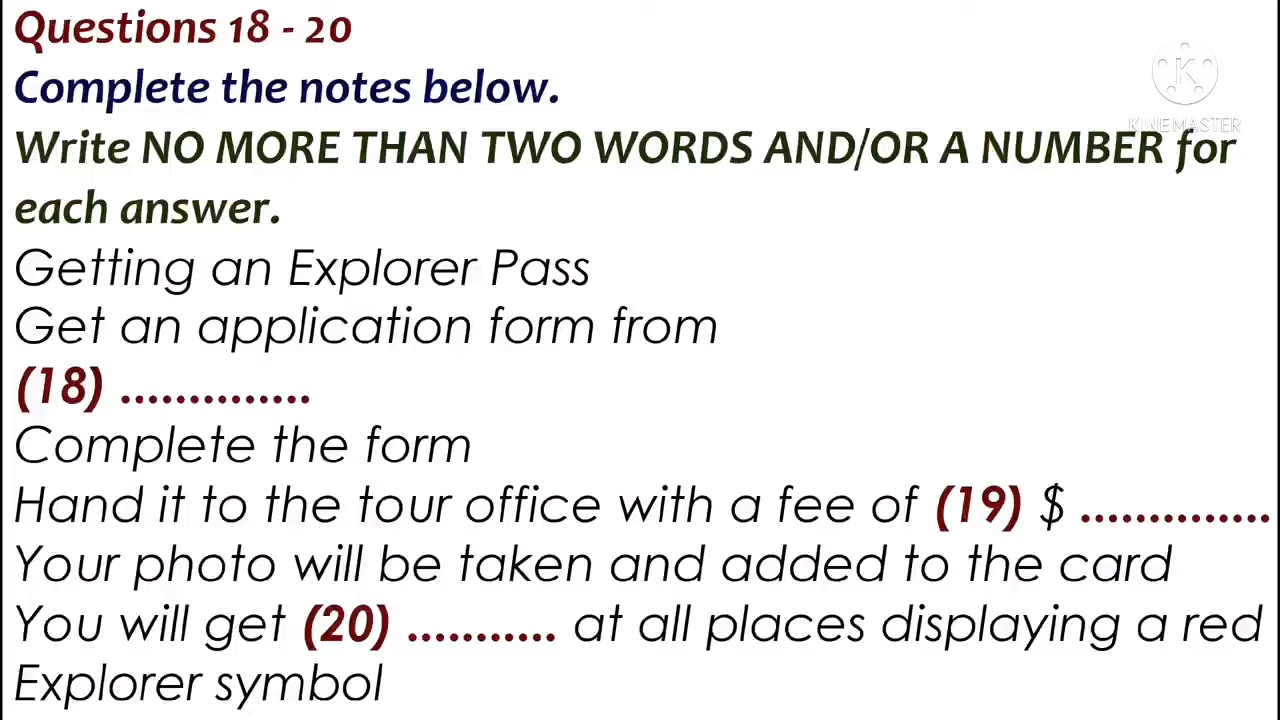 Questions 18 - 20
Complete the notes below.
Write NO MORE THAN TWO WORDS AND/OR A NUMBER for
each answer.
Getting an Explorer Pass
Get an application form from
(18) ..............
Complete the form
Hand it to the tour office with a fee of (19) $ ..............
Your photo will be taken and added to the card
You will get (20) ........... at all places displaying a red
Explorer symbol
K
KINEMASTER